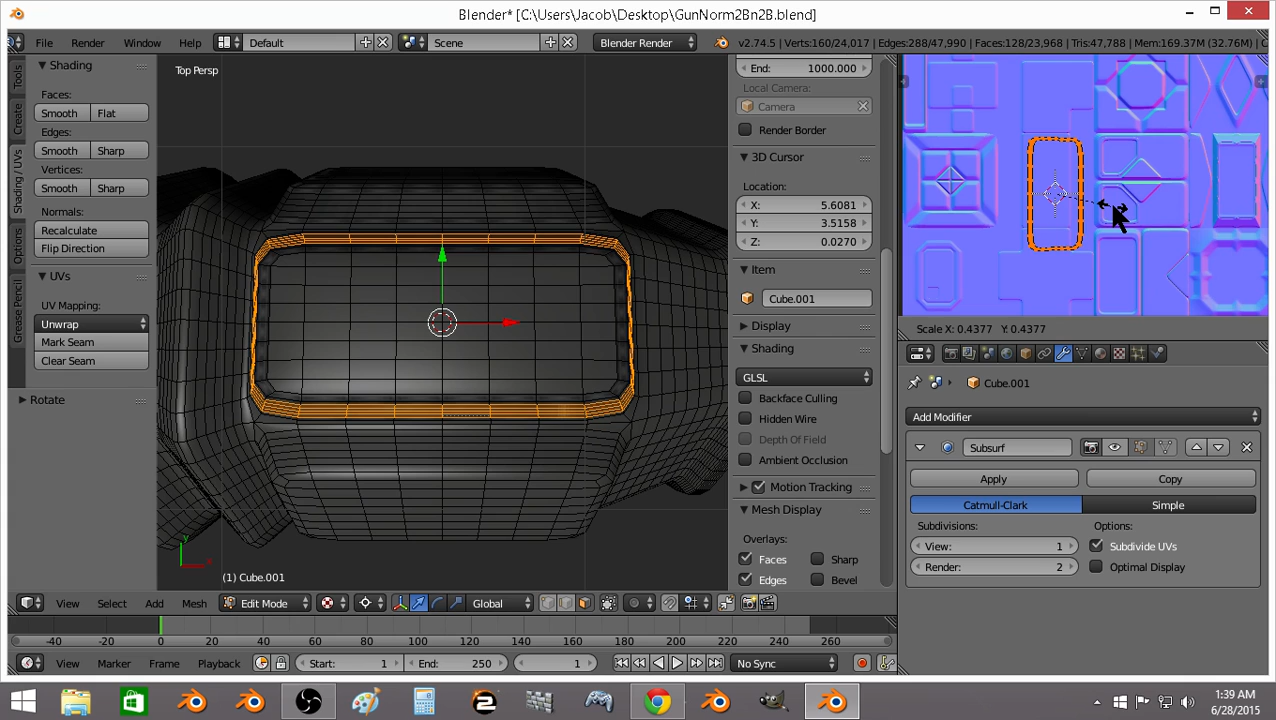 Blender* [C:\Users\Jacob\Desktop\GunNorm2Bn2B.blend]
File Render Window Help Default Scene Blender Render v2.74.5 | Verts:160/24,017 | Edges:288/47,990 | Faces:128/23,968 | Tris:47,788 | Mem:169.37M (32.76M) | C
Tools
Create
Shading / UVs
Options
Grease Pencil
Shading
Faces:
Smooth Flat
Edges:
Smooth Sharp
Vertices:
Smooth Sharp
Normals:
Recalculate
Flip Direction
UVs
UV Mapping:
Unwrap
Mark Seam
Clear Seam
Rotate
Top Persp
y
x
(1) Cube.001
End: 1000.000
Local Camera:
Camera
Render Border
3D Cursor
Location:
X: 5.6081
Y: 3.5158
Z: 0.0270
Item
Cube.001
Display
Shading
GLSL
Backface Culling
Hidden Wire
Depth Of Field
Ambient Occlusion
Motion Tracking
Mesh Display
Overlays:
Faces Sharp
Edges Bevel
Scale X: 0.4377 Y: 0.4377
Cube.001
Add Modifier
Subsurf
Apply Copy
Catmull-Clark Simple
Subdivisions: Options:
View: 1 Subdivide UVs
Render: 2 Optimal Display
View Select Add Mesh Edit Mode Global
-40 -20 0 20 40 60 80 100 120 140 160 180 200 220 240 260
View Marker Frame Playback Start: 1 End: 250 1 No Sync
1:39 AM
6/28/2015